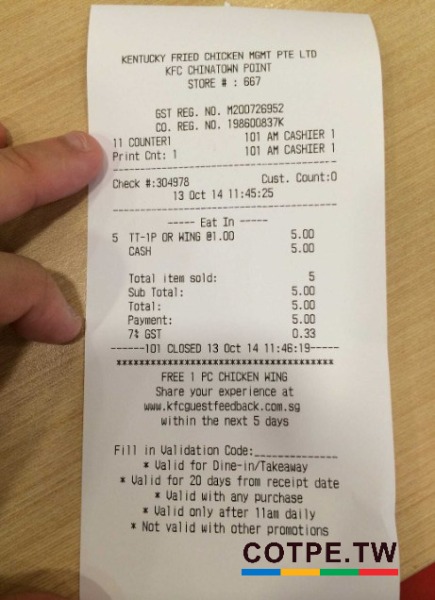 KENTUCKY FRIED CHICKEN MGMT PTE LTD
KFC CHINATOWN POINT
STORE # : 667
GST REG. NO. M200726952
CO. REG. NO. 198600837K
11 COUNTER1 101 AM CASHIER 1
Print Cnt: 1 101 AM CASHIER 1
Check #:304978 Cust. Count:0
13 Oct 14 11:45:25
----- Eat In -----
5 TT-1P OR WING @1.00 5.00
CASH 5.00
Total item sold: 5
Sub Total: 5.00
Total: 5.00
Payment: 5.00
7% GST 0.33
------101 CLOSED 13 Oct 14 11:46:19-----
FREE 1 PC CHICKEN WING
Share your experience at
www.kfcguestfeedback.com.sg
within the next 5 days
Fill in Validation Code:_____________
* Valid for Dine-in/Takeaway
* Valid for 20 days from receipt date
* Valid with any purchase
* Valid only after 11am daily
* Not valid with other promotions
COTPE.TW